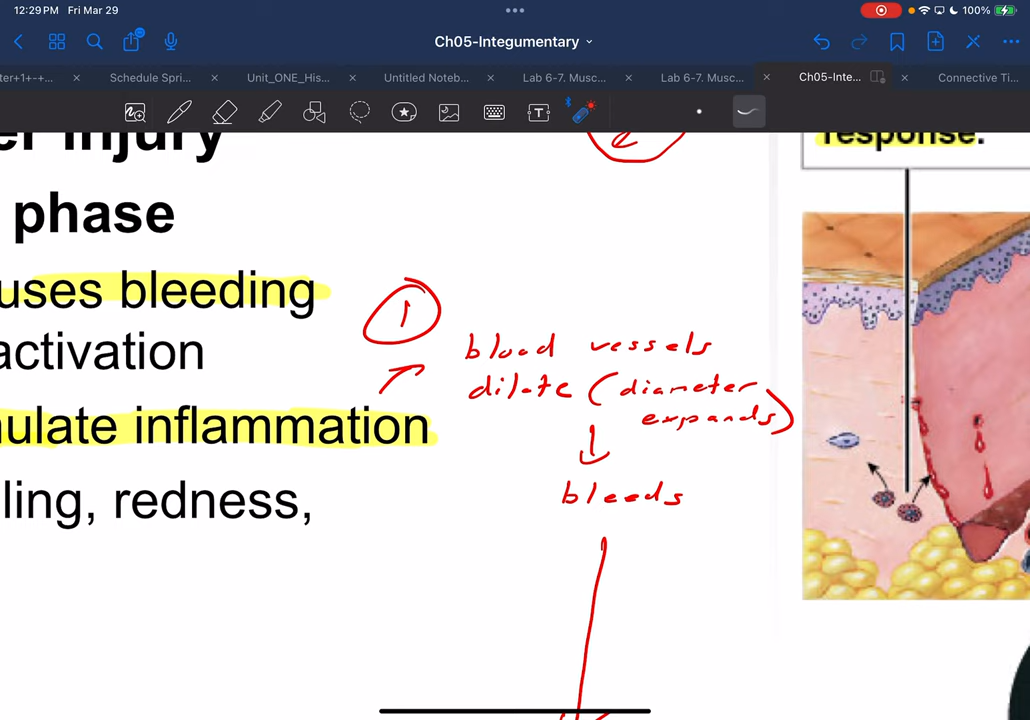 12:29 PM Fri Mar 29
100%
Ch05-Integumentary
ter+1+-+...
Schedule Spri...
Unit_ONE_His...
Untitled Noteb...
Lab 6-7. Musc...
Lab 6-7. Musc...
Ch05-Inte...
Connective Ti...
er injury
2
response.
phase
uses bleeding
1
activation
blood vessels
dilate (diameter
expands)
nulate inflammation
bleeds
ling, redness,